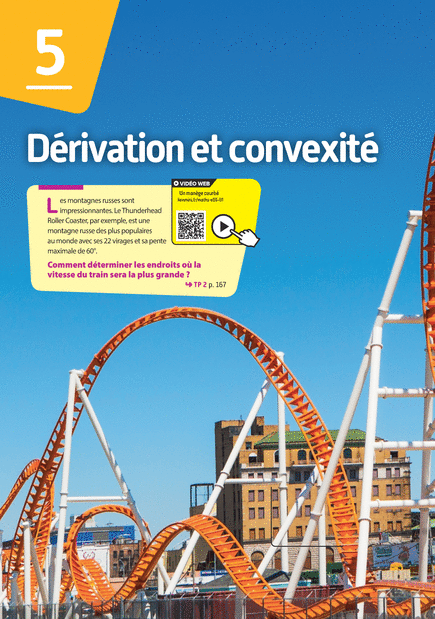 5
Dérivation et convexité
VIDÉO WEB
Un manège courbé
Les montagnes russes sont
impressionnantes. Le Thunderhead
Roller Coaster, par exemple, est une
montagne russe des plus populaires
au monde avec ses 22 virages et sa pente
maximale de 60°.
Comment déterminer les endroits où la
vitesse du train sera la plus grande ?
TP 2 p. 167